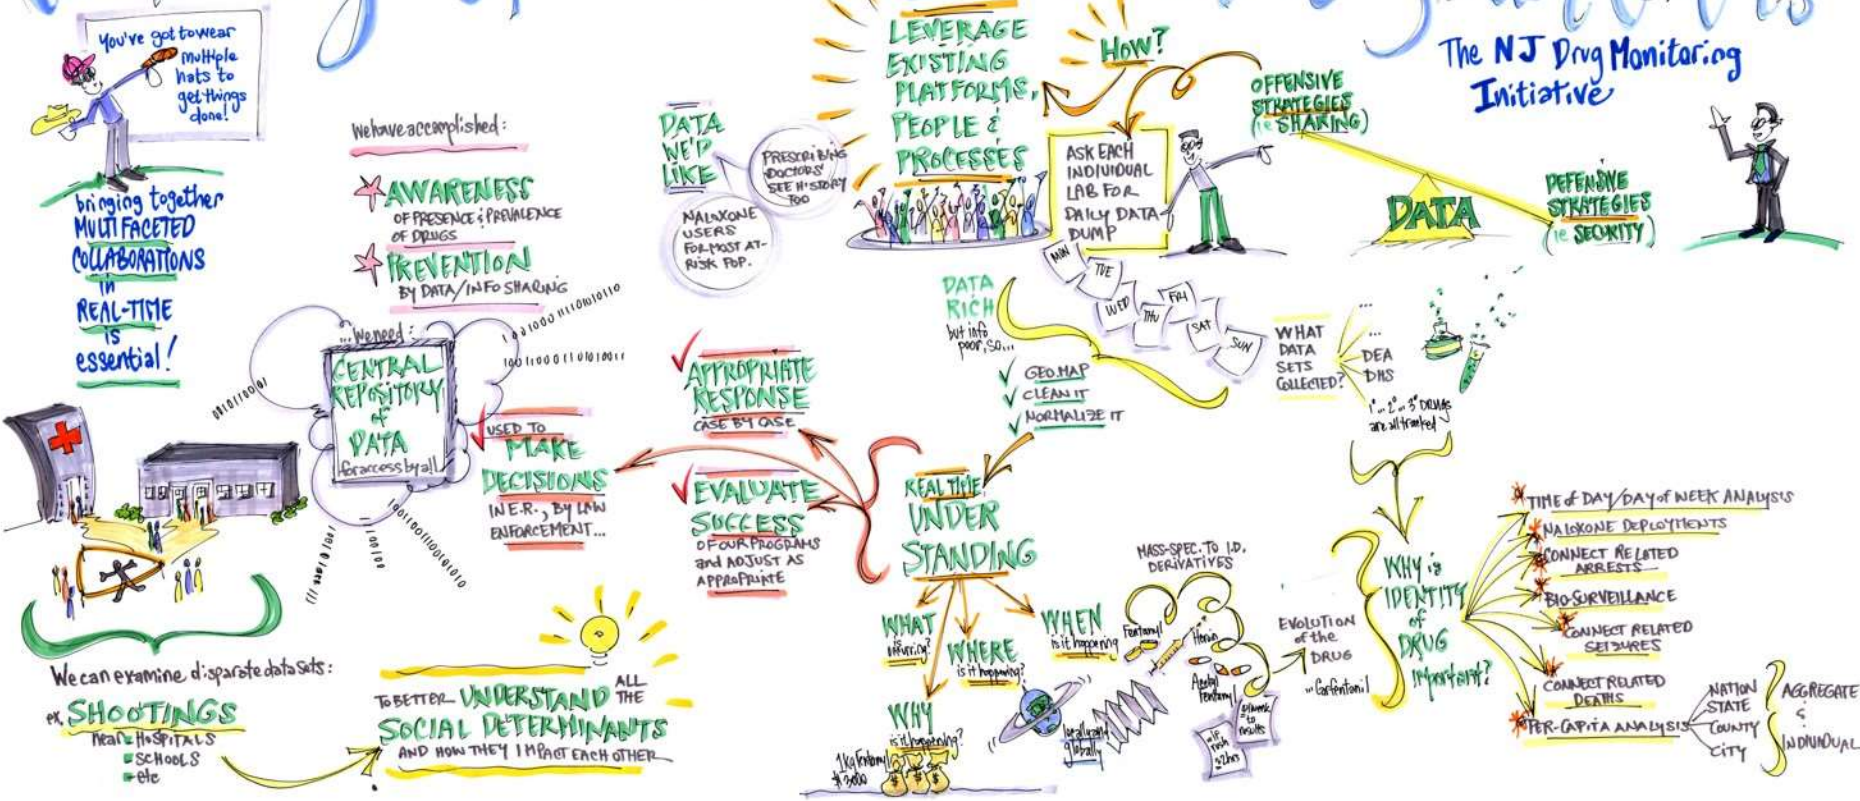 You've got to wear
multiple
hats to
get things
done!
bringing together
MULTIFACETED
COLLABORATIONS
in
REAL-TIME
is
essential!
We have accomplished:
AWARENESS
OF PRESENCE & PREVALENCE
OF DRUGS
PREVENTION
BY DATA/INFO SHARING
...We need:
CENTRAL
REPOSITORY
of
DATA
for access by all
USED TO
MAKE
DECISIONS
IN E.R., BY LAW
ENFORCEMENT...
We can examine disparate data sets:
ex. SHOOTINGS
near HOSPITALS
SCHOOLS
etc
TO BETTER UNDERSTAND ALL THE
SOCIAL DETERMINANTS
AND HOW THEY IMPACT EACH OTHER
DATA
WE'D
LIKE
PRESCRIBING
DOCTORS
SEE HISTORY
TOO
NALOXONE
USERS
FOR MOST AT-
RISK POP.
APPROPRIATE
RESPONSE
CASE BY CASE
EVALUATE
SUCCESS
OF OUR PROGRAMS
and ADJUST AS
APPROPRIATE
LEVERAGE
EXISTING
PLATFORMS,
PEOPLE &
PROCESSES
HOW?
ASK EACH
INDIVIDUAL
LAB FOR
DAILY DATA
DUMP
MON
TUE
WED
THU
FRI
SAT
SUN
DATA
RICH
but info
poor, so...
GEO.MAP
CLEAN IT
NORMALIZE IT
REAL TIME
UNDER
STANDING
WHAT
is
occurring?
WHERE
is it happening?
WHEN
is it happening
WHY
is it happening?
1 kg Fentanyl
$3,000
locally and
globally
MASS-SPEC. TO I.D.
DERIVATIVES
Fentanyl
Heroin
Acetyl
Fentanyl
...Carfentanil
EVOLUTION
of the
DRUG
OFFENSIVE
STRATEGIES
(ie SHARING)
DATA
DEFENSIVE
STRATEGIES
(ie SECURITY)
The NJ Drug Monitoring
Initiative
WHAT
DATA
SETS
COLLECTED?
...
...
DEA
DHS
1° 2° 3° DRUGS
are all tracked
WHY is
IDENTITY
of
DRUG
important?
TIME of DAY/DAY of WEEK ANALYSIS
NALOXONE DEPLOYMENTS
CONNECT RELATED
ARRESTS
BIO-SURVEILLANCE
CONNECT RELATED
SEIZURES
CONNECT RELATED
DEATHS
PER-CAPITA ANALYSIS
NATION
STATE
COUNTY
CITY
AGGREGATE
&
INDIVIDUAL